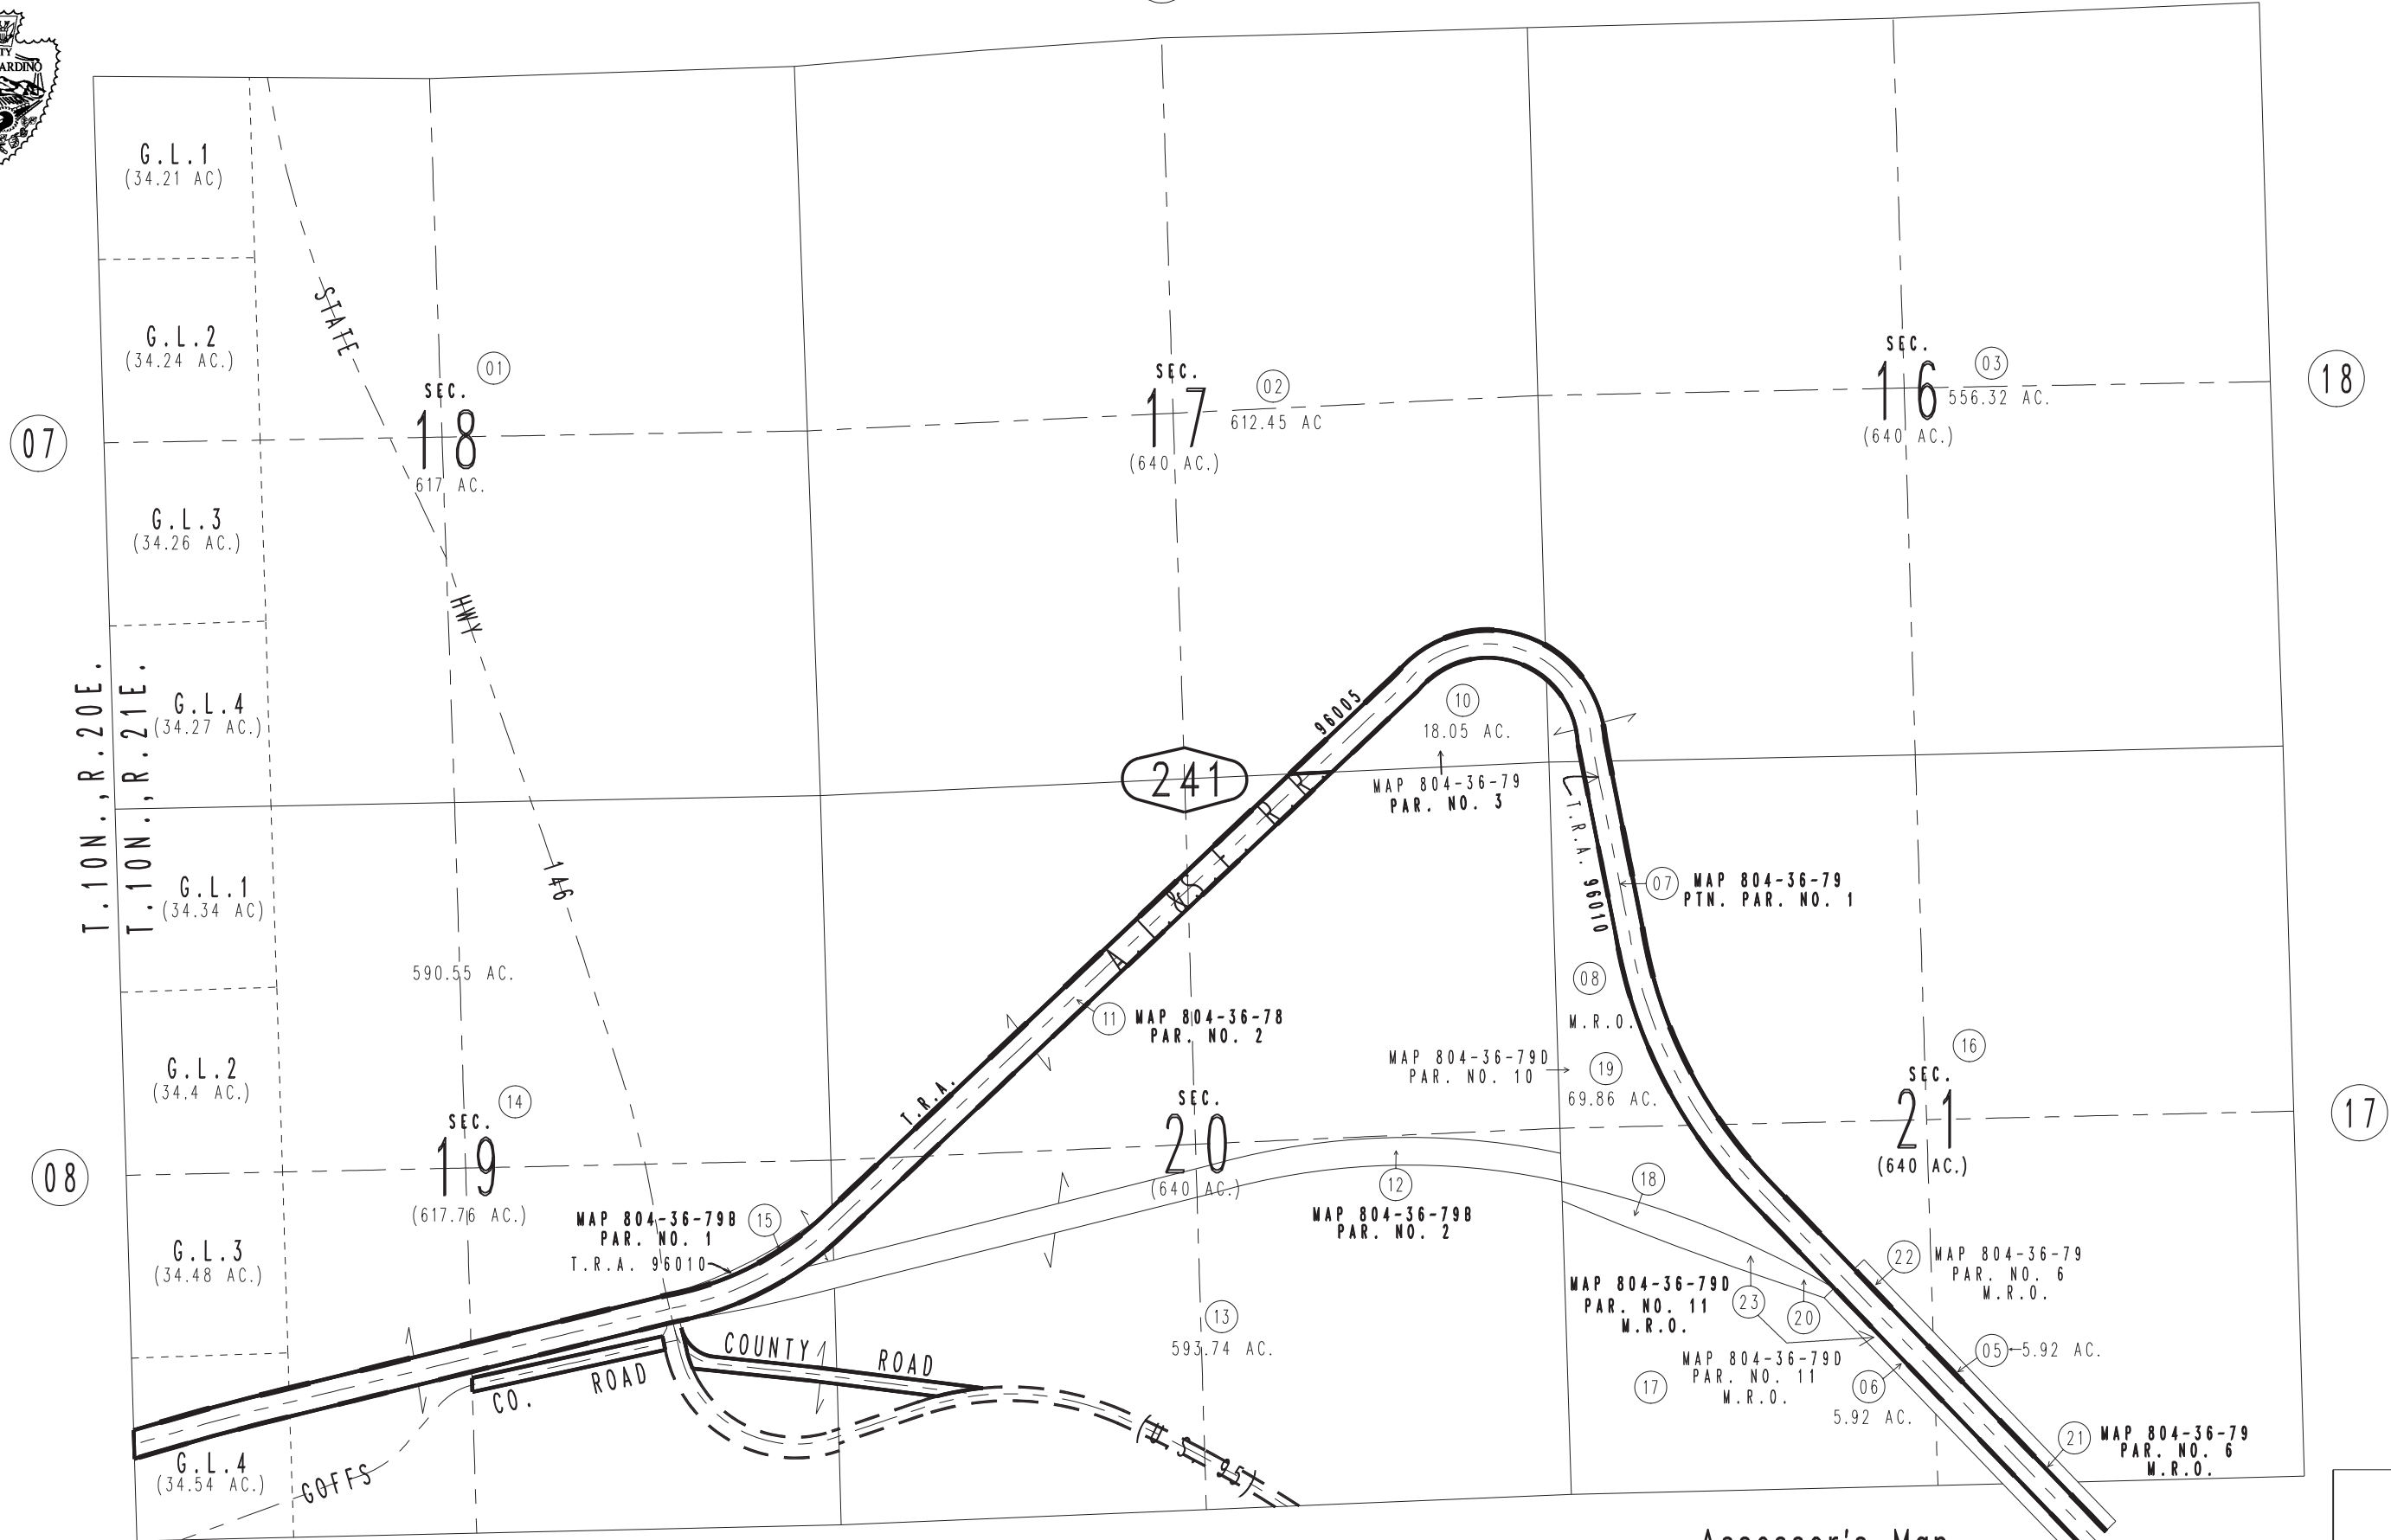 G.L.1
(34.21 AC)
G.L.2
(34.24 AC.)
G.L.3
(34.26 AC.)
G.L.4
(34.27 AC.)
G.L.1
(34.34 AC)
G.L.2
(34.4 AC.)
G.L.3
(34.48 AC.)
G.L.4
(34.54 AC.)
T.10N.,R.20E.
T.10N.,R.21E.
07
08
STATE
HWY
146
SEC.
01
18
617 AC.
SEC.
02
17
612.45 AC
(640 AC.)
SEC.
03
16
556.32 AC.
(640 AC.)
18
241
96005
10
18.05 AC.
MAP 804-36-79
PAR. NO. 3
T.R.A. 96010
07
MAP 804-36-79
PTN. PAR. NO. 1
A.T.&S.F. R.R.
590.55 AC.
11
MAP 804-36-78
PAR. NO. 2
T.R.A.
08
M.R.O.
MAP 804-36-79D
PAR. NO. 10
19
69.86 AC.
16
SEC.
21
(640 AC.)
17
SEC.
14
19
(617.76 AC.)
SEC.
20
(640 AC.)
MAP 804-36-79B
PAR. NO. 1
15
T.R.A. 96010
12
MAP 804-36-79B
PAR. NO. 2
18
13
593.74 AC.
MAP 804-36-79D
PAR. NO. 11
M.R.O.
23
20
22
MAP 804-36-79
PAR. NO. 6
M.R.O.
MAP 804-36-79D
PAR. NO. 11
M.R.O.
17
05
5.92 AC.
06
5.92 AC.
21
MAP 804-36-79
PAR. NO. 6
M.R.O.
COUNTY ROAD
CO. ROAD
GOFFS